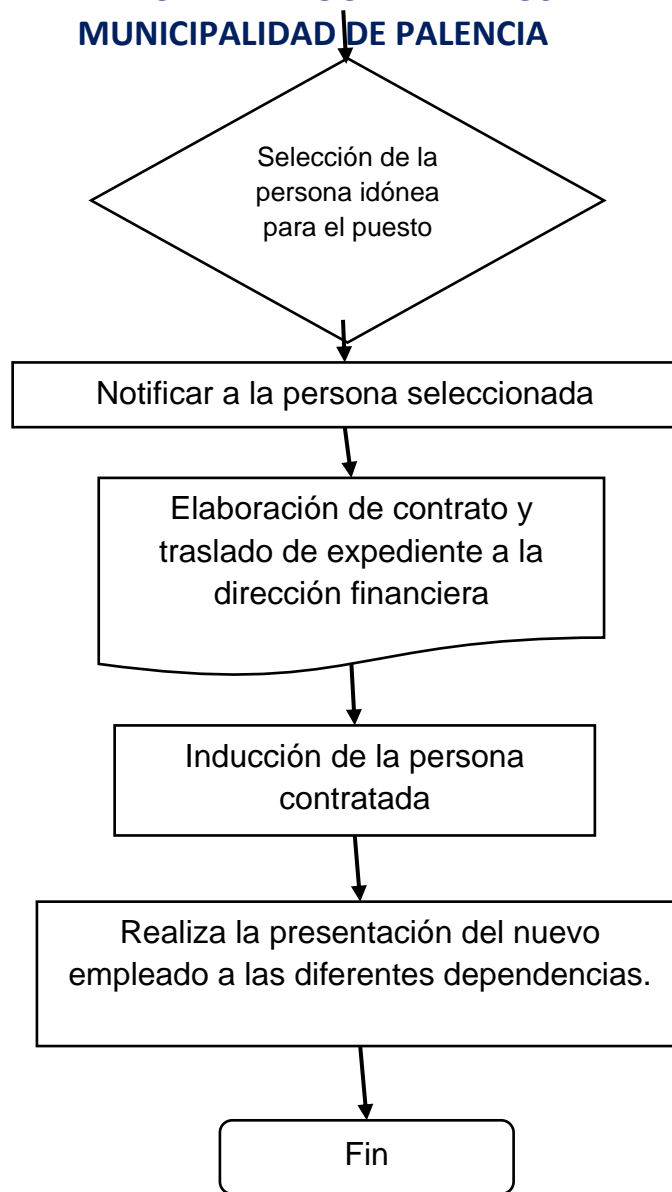 MUNICIPALIDAD DE PALENCIA
Selección de la
persona idónea
para el puesto
Notificar a la persona seleccionada
Elaboración de contrato y
traslado de expediente a la
dirección financiera
Inducción de la persona
contratada
Realiza la presentación del nuevo
empleado a las diferentes dependencias.
Fin